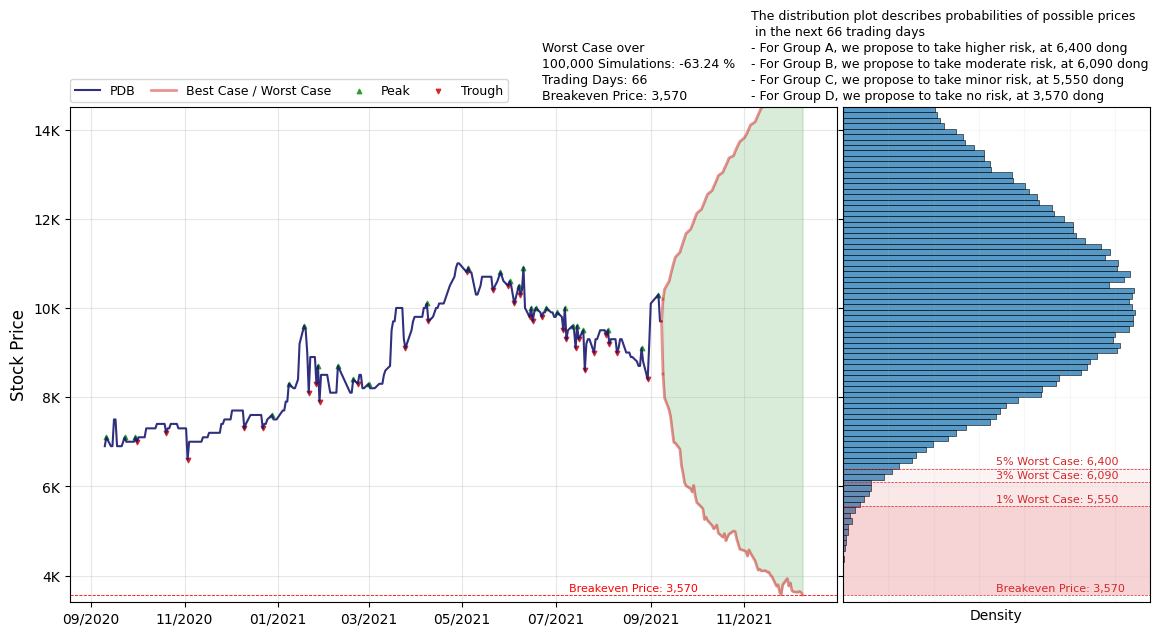 The distribution plot describes probabilities of possible prices
in the next 66 trading days
- For Group A, we propose to take higher risk, at 6,400 dong
- For Group B, we propose to take moderate risk, at 6,090 dong
- For Group C, we propose to take minor risk, at 5,550 dong
- For Group D, we propose to take no risk, at 3,570 dong
Worst Case over
100,000 Simulations: -63.24 %
Trading Days: 66
Breakeven Price: 3,570
PDB
Best Case / Worst Case
Peak
Trough
Stock Price
14K
12K
10K
8K
6K
4K
Breakeven Price: 3,570
09/2020
11/2020
01/2021
03/2021
05/2021
07/2021
09/2021
11/2021
5% Worst Case: 6,400
3% Worst Case: 6,090
1% Worst Case: 5,550
Breakeven Price: 3,570
Density